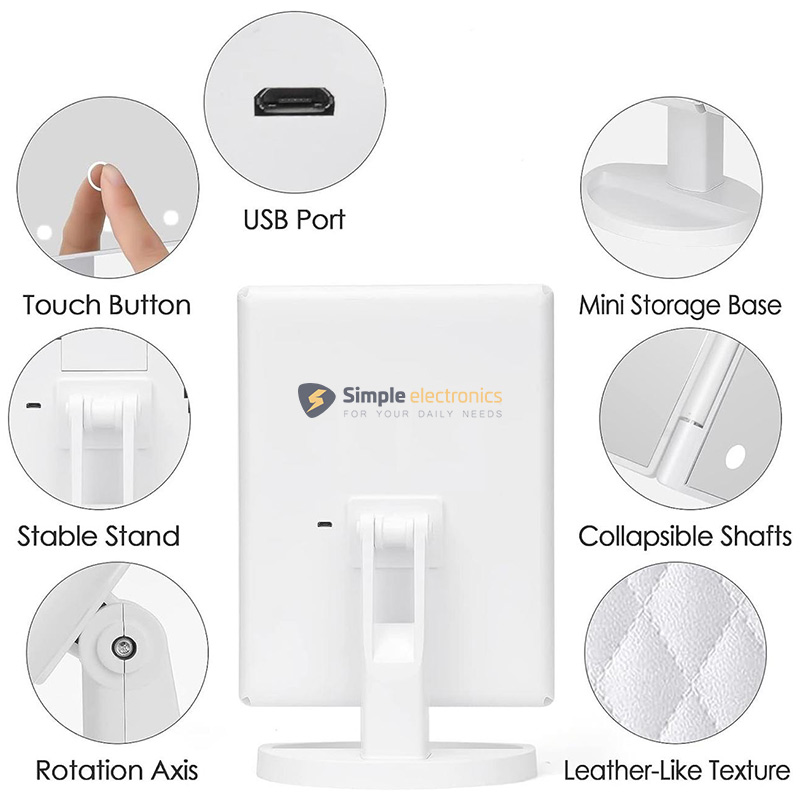 USB Port
Touch Button
Mini Storage Base
Simple electronics
FOR YOUR DAILY NEEDS
Stable Stand
Collapsible Shafts
Rotation Axis
Leather-Like Texture